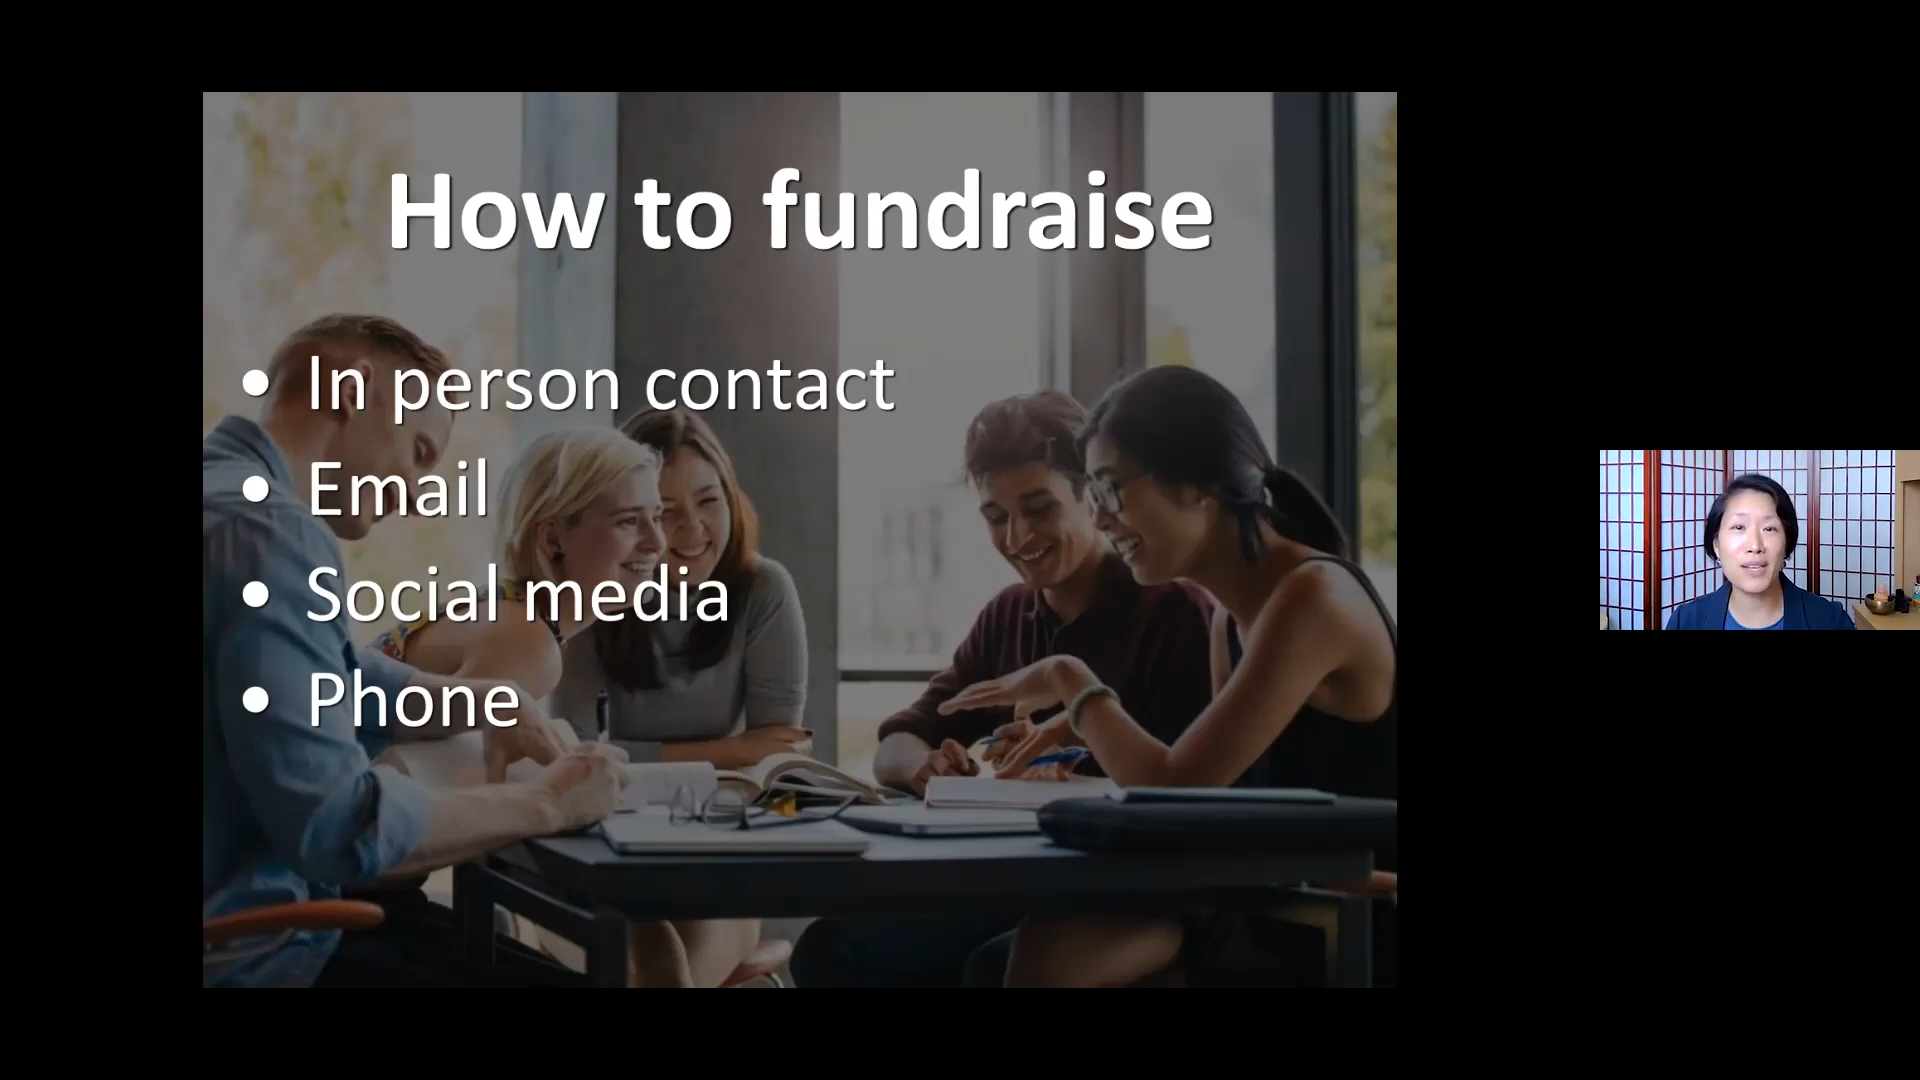 How to fundraise
• In person contact
• Email
• Social media
• Phone